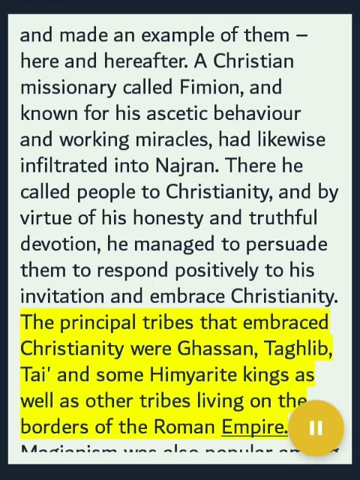 and made an example of them –
here and hereafter. A Christian
missionary called Fimion, and
known for his ascetic behaviour
and working miracles, had likewise
infiltrated into Najran. There he
called people to Christianity, and by
virtue of his honesty and truthful
devotion, he managed to persuade
them to respond positively to his
invitation and embrace Christianity.
The principal tribes that embraced
Christianity were Ghassan, Taghlib,
Tai' and some Himyarite kings as
well as other tribes living on the
borders of the Roman Empire.
Magianism was also popular